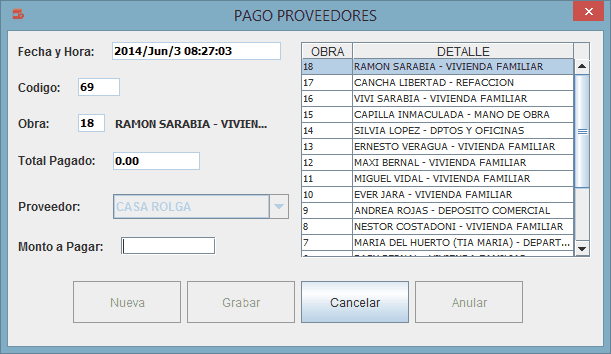 PAGO PROVEEDORES
Fecha y Hora: 2014/Jun/3 08:27:03
Codigo: 69
Obra: 18 RAMON SARABIA - VIVIEN...
Total Pagado: 0.00
Proveedor: CASA ROLGA
Monto a Pagar:
OBRA DETALLE
18 RAMON SARABIA - VIVIENDA FAMILIAR
17 CANCHA LIBERTAD - REFACCION
16 VIVI SARABIA - VIVIENDA FAMILIAR
15 CAPILLA INMACULADA - MANO DE OBRA
14 SILVIA LOPEZ - DPTOS Y OFICINAS
13 ERNESTO VERAGUA - VIVIENDA FAMILIAR
12 MAXI BERNAL - VIVIENDA FAMILIAR
11 MIGUEL VIDAL - VIVIENDA FAMILIAR
10 EVER JARA - VIVIENDA FAMILIAR
9 ANDREA ROJAS - DEPOSITO COMERCIAL
8 NESTOR COSTADONI - VIVIENDA FAMILIAR
7 MARIA DEL HUERTO (TIA MARIA) - DEPART...
Nueva Grabar Cancelar Anular